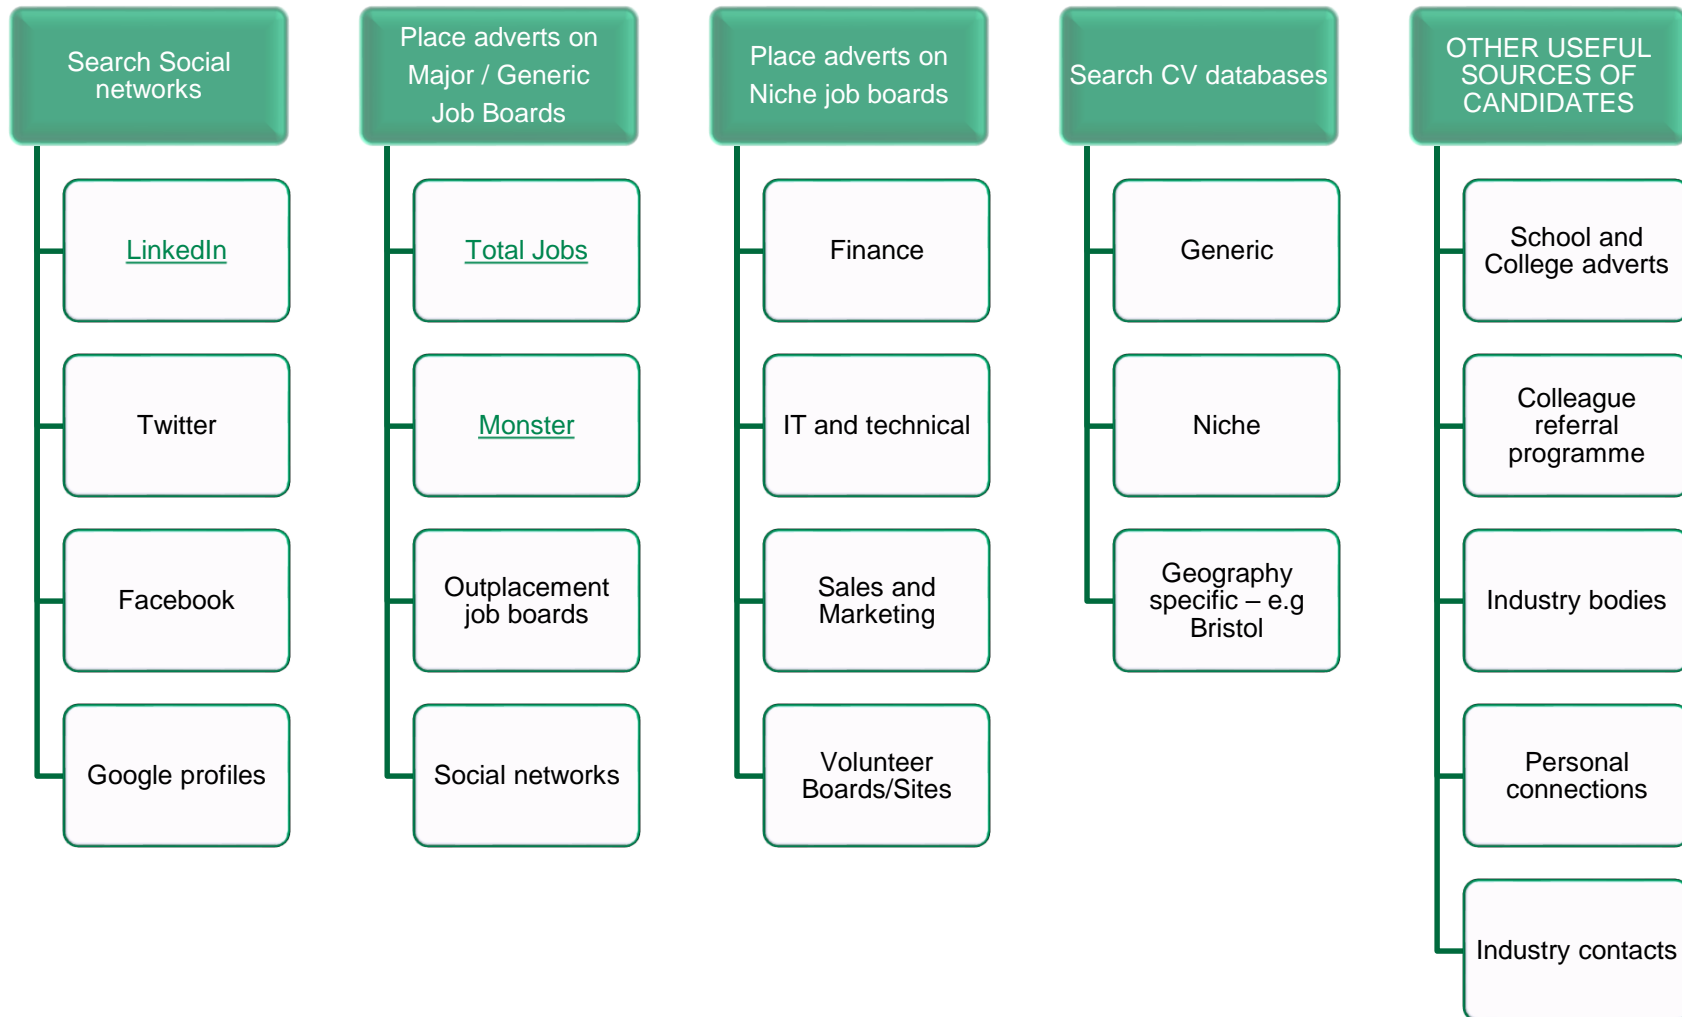 Search Social
networks
LinkedIn
Twitter
Facebook
Google profiles
Place adverts on
Major / Generic
Job Boards
Total Jobs
Monster
Outplacement
job boards
Social networks
Place adverts on
Niche job boards
Finance
IT and technical
Sales and
Marketing
Volunteer
Boards/Sites
Search CV databases
Generic
Niche
Geography
specific – e.g
Bristol
OTHER USEFUL
SOURCES OF
CANDIDATES
School and
College adverts
Colleague
referral
programme
Industry bodies
Personal
connections
Industry contacts